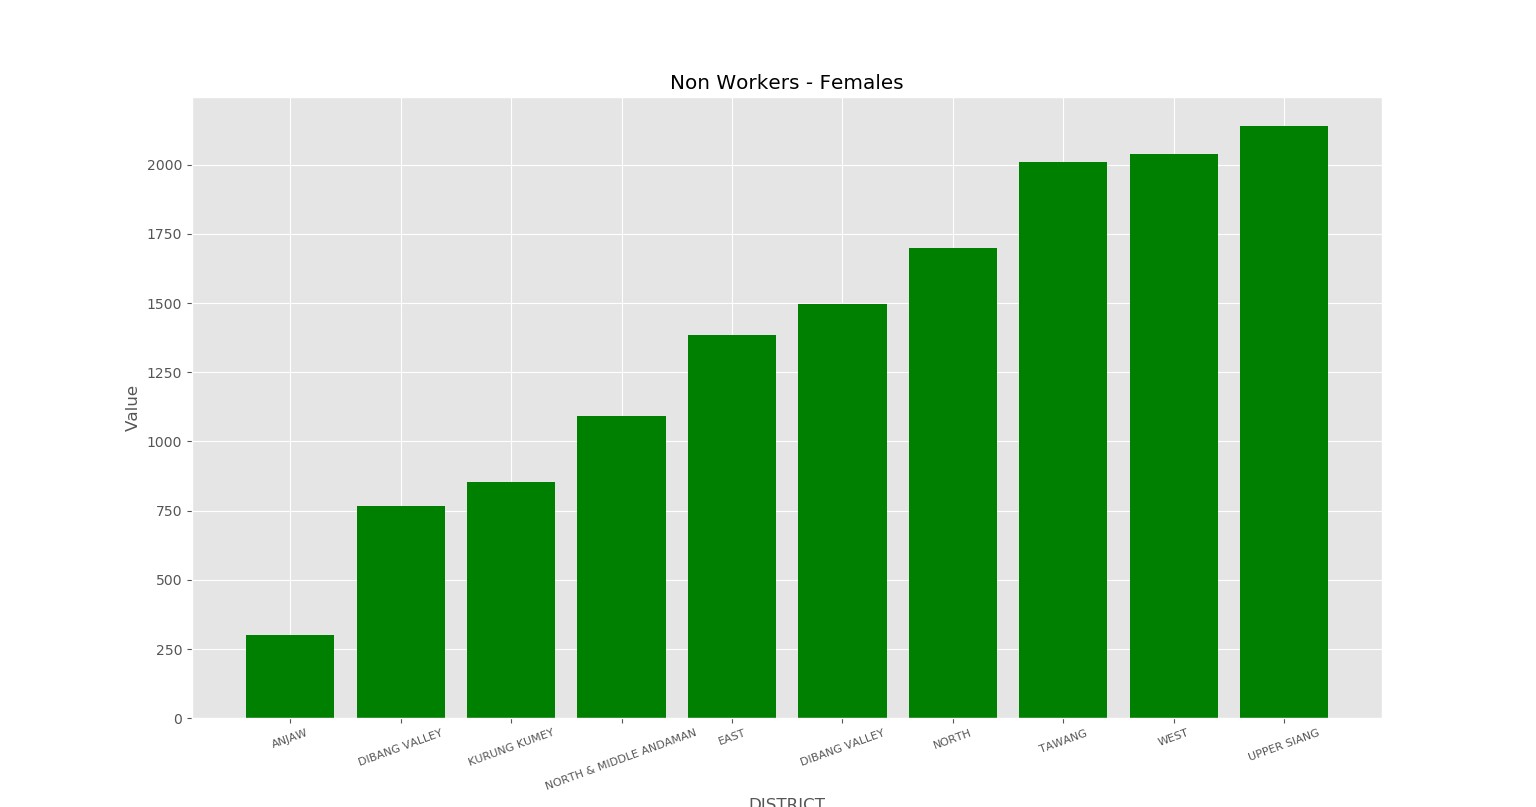 Non Workers - Females
Value
2000
1750
1500
1250
1000
750
500
250
0
ANJAW
DIBANG VALLEY
KURUNG KUMEY
NORTH & MIDDLE ANDAMAN
EAST
DIBANG VALLEY
NORTH
TAWANG
WEST
UPPER SIANG
DISTRICT